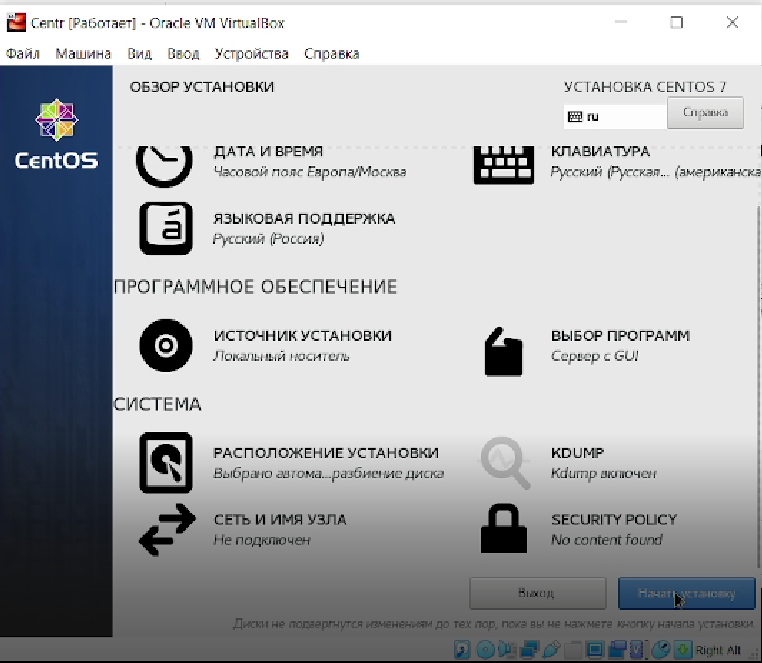 Centr [Работает] - Oracle VM VirtualBox
Файл Машина Вид Ввод Устройства Справка
ОБЗОР УСТАНОВКИ
УСТАНОВКА CENTOS 7
ru
Справка
CentOS
ДАТА И ВРЕМЯ
Часовой пояс Европа/Москва
КЛАВИАТУРА
Русский (Русская... (американска
ЯЗЫКОВАЯ ПОДДЕРЖКА
Русский (Россия)
ПРОГРАММНОЕ ОБЕСПЕЧЕНИЕ
ИСТОЧНИК УСТАНОВКИ
Локальный носитель
ВЫБОР ПРОГРАММ
Сервер с GUI
СИСТЕМА
РАСПОЛОЖЕНИЕ УСТАНОВКИ
Выбрано автома...разбиение диска
KDUMP
Kdump включен
СЕТЬ И ИМЯ УЗЛА
Не подключен
SECURITY POLICY
No content found
Выход
Начать установку
Диски не подвергнутся изменениям до тех пор, пока вы не нажмете кнопку начала установки.
Right Alt